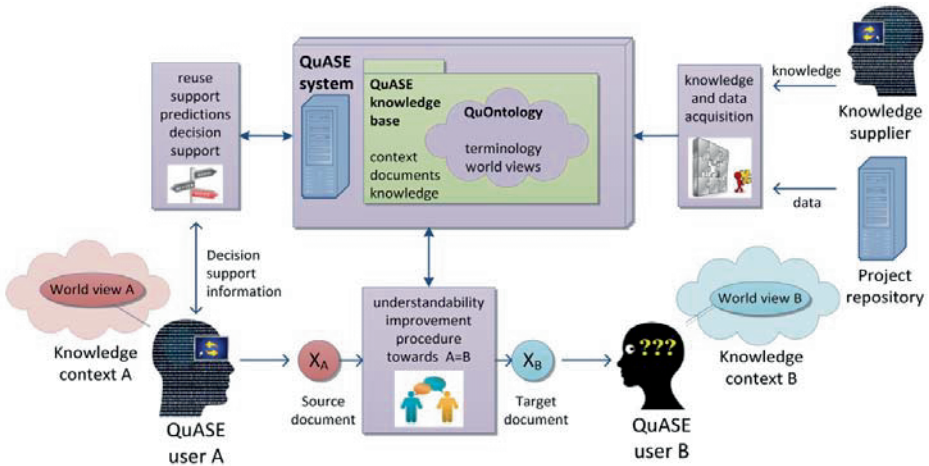 QuASE
system
QuASE
knowledge
base
QuOntology
terminology
world views
context
documents
knowledge
reuse
support
predictions
decision
support
knowledge
and data
acquisition
knowledge
Knowledge
supplier
data
Project
repository
Decision
support
information
World view A
Knowledge
context A
QuASE
user A
X_A
Source
document
understandability
improvement
procedure
towards A=B
X_B
Target
document
???
QuASE
user B
World view B
Knowledge
context B